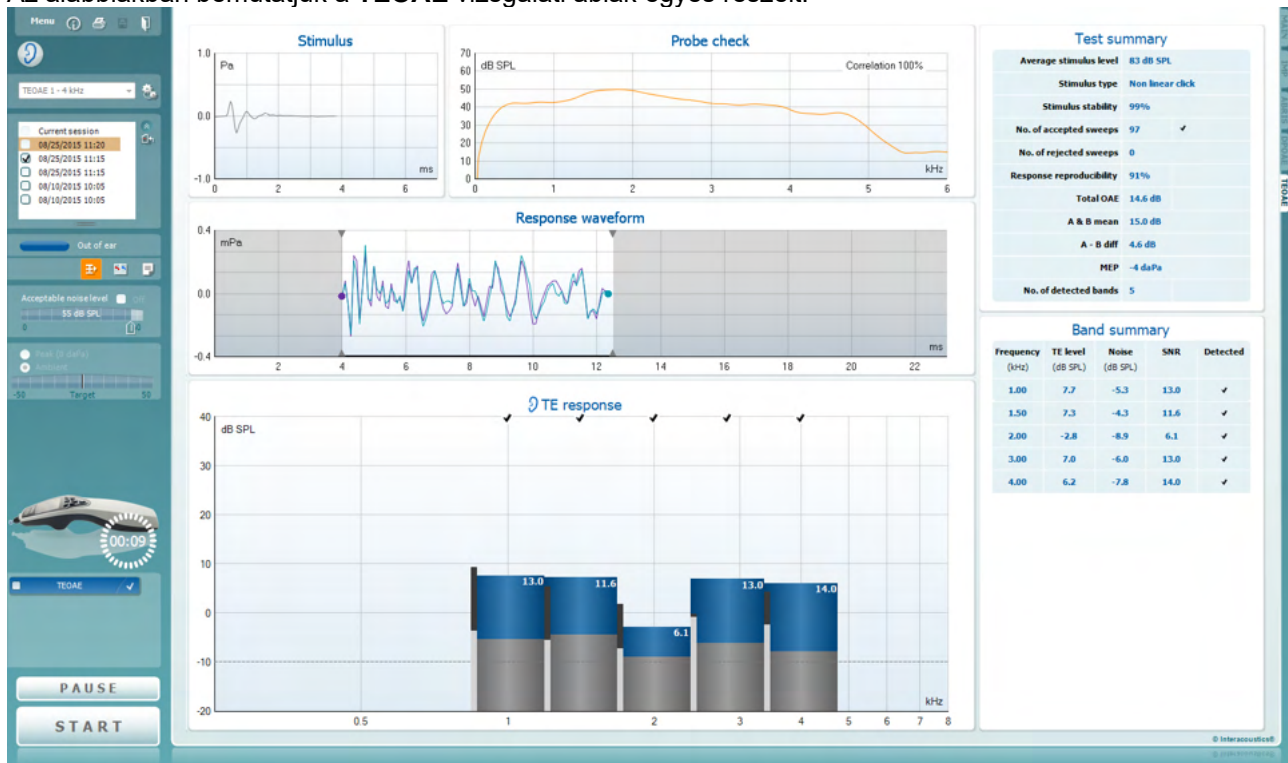 Az alábbiakban bemutatjuk a TEOAE vizsgálati ablak egyes részeit.
Menu
TEOAE 1 - 4 kHz
Current session
08/25/2015 11:20
08/25/2015 11:15
08/25/2015 11:15
08/10/2015 10:05
08/10/2015 10:05
Out of ear
Acceptable noise level Off
55 dB SPL
0
Peak (0 daPa)
Ambient
-50 Target 50
00:09
TEOAE
PAUSE
START
Stimulus
1.0 Pa
0.0
-1.0 ms
0 2 4 6
Probe check
70 dB SPL Correlation 100%
60
50
40
30
20
10 kHz
0
0 1 2 3 4 5 6
Response waveform
0.4 mPa
0.0
-0.4 ms
2 4 6 8 10 12 14 16 18 20 22
TE response
40 dB SPL
30
20
10
0
-10
-20 kHz
13.0 11.6 6.1 13.0 14.0
0.5 1 2 3 4 5 6 7 8
Test summary
Average stimulus level 83 dB SPL
Stimulus type Non linear click
Stimulus stability 99%
No. of accepted sweeps 97 ✓
No. of rejected sweeps 0
Response reproducibility 91%
Total OAE 14.6 dB
A & B mean 15.0 dB
A - B diff 4.6 dB
MEP -4 daPa
No. of detected bands 5
Band summary
Frequency TE level Noise SNR Detected
(kHz) (dB SPL) (dB SPL)
1.00 7.7 -5.3 13.0 ✓
1.50 7.3 -4.3 11.6 ✓
2.00 -2.8 -8.9 6.1 ✓
3.00 7.0 -6.0 13.0 ✓
4.00 6.2 -7.8 14.0 ✓
TEOAE
© Interacoustics®